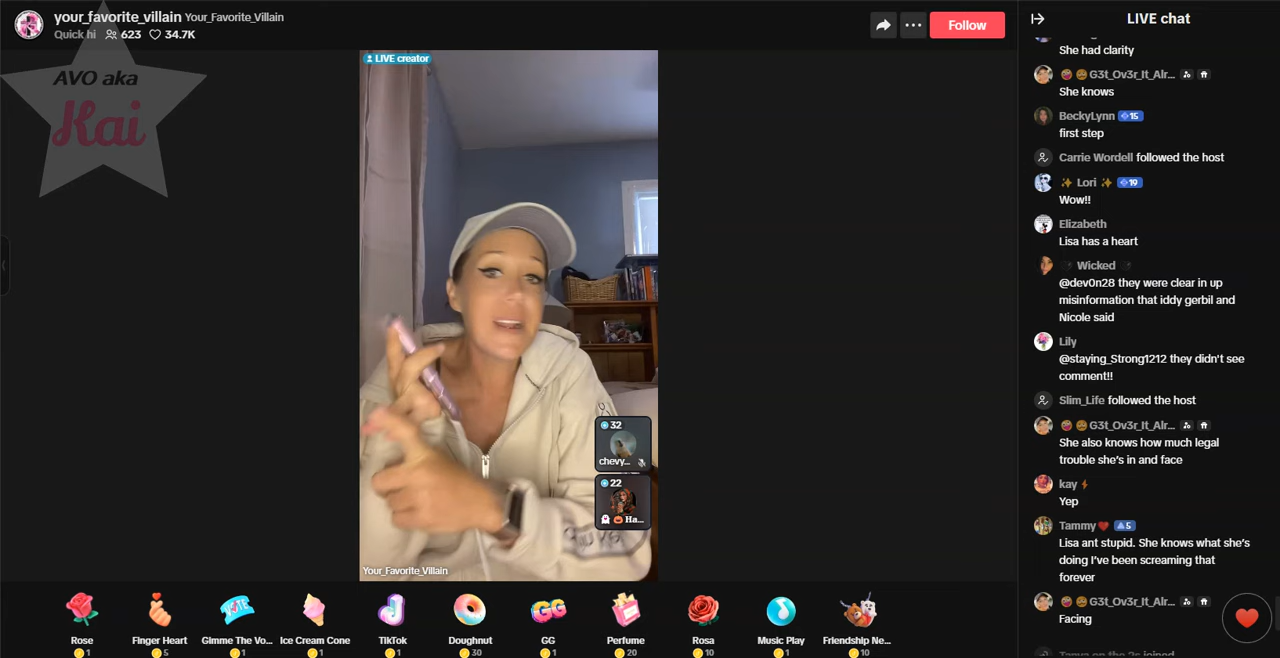 your_favorite_villain Your_Favorite_Villain
Quick hi 623 34.7K
Follow
AVO aka
Kai
LIVE creator
32
chevy...
22
Ha...
Your_Favorite_Villain
Rose
1
Finger Heart
5
Gimme The Vo...
1
Ice Cream Cone
1
TikTok
1
Doughnut
30
GG
1
Perfume
20
Rosa
10
Music Play
1
Friendship Ne...
10
LIVE chat
She had clarity
G3t_Ov3r_It_Alr...
She knows
BeckyLynn 15
first step
Carrie Wordell followed the host
Lori 19
Wow!!
Elizabeth
Lisa has a heart
Wicked
@dev0n28 they were clear in up
misinformation that iddy gerbil and
Nicole said
Lily
@staying_Strong1212 they didn't see
comment!!
Slim_Life followed the host
G3t_Ov3r_It_Alr...
She also knows how much legal
trouble she's in and face
kay
Yep
Tammy 5
Lisa ant stupid. She knows what she's
doing I've been screaming that
forever
G3t_Ov3r_It_Alr...
Facing